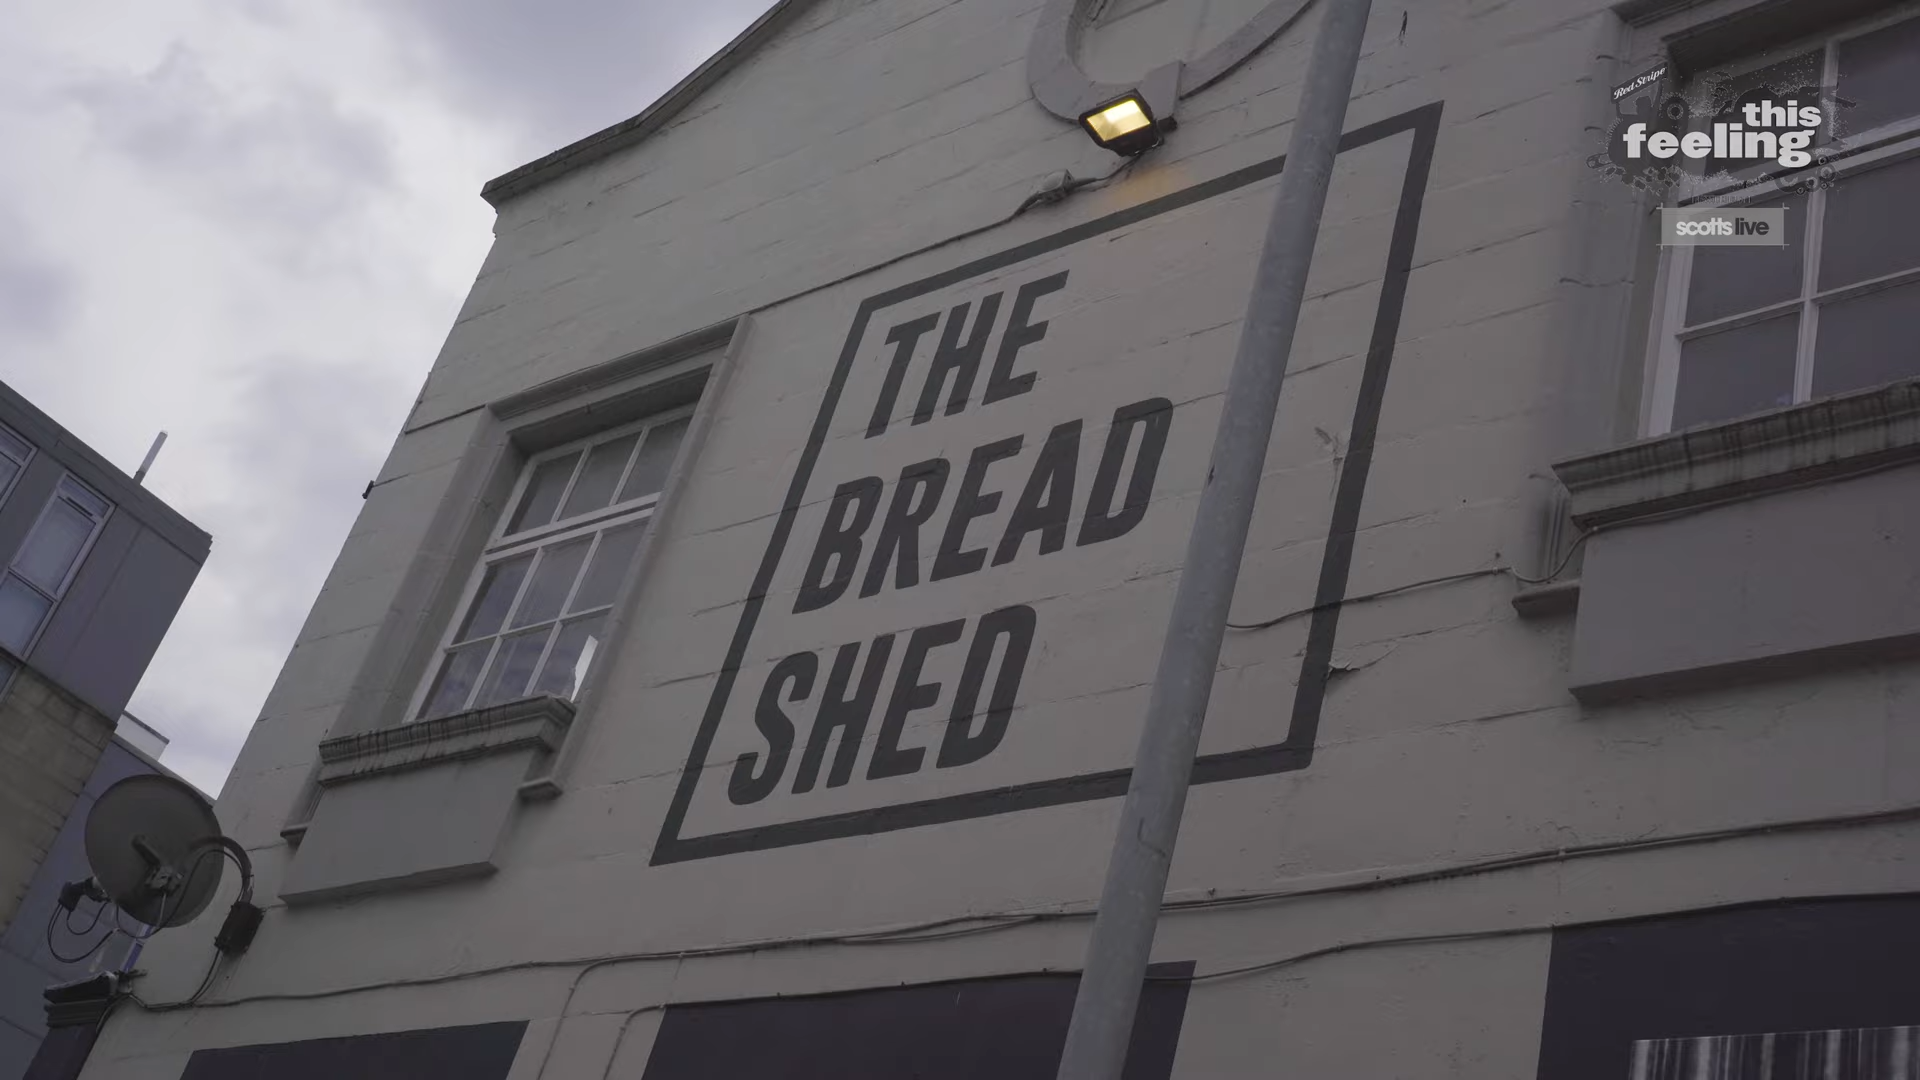 THE
BREAD
SHED
Red Stripe
this
feeling
scotts live